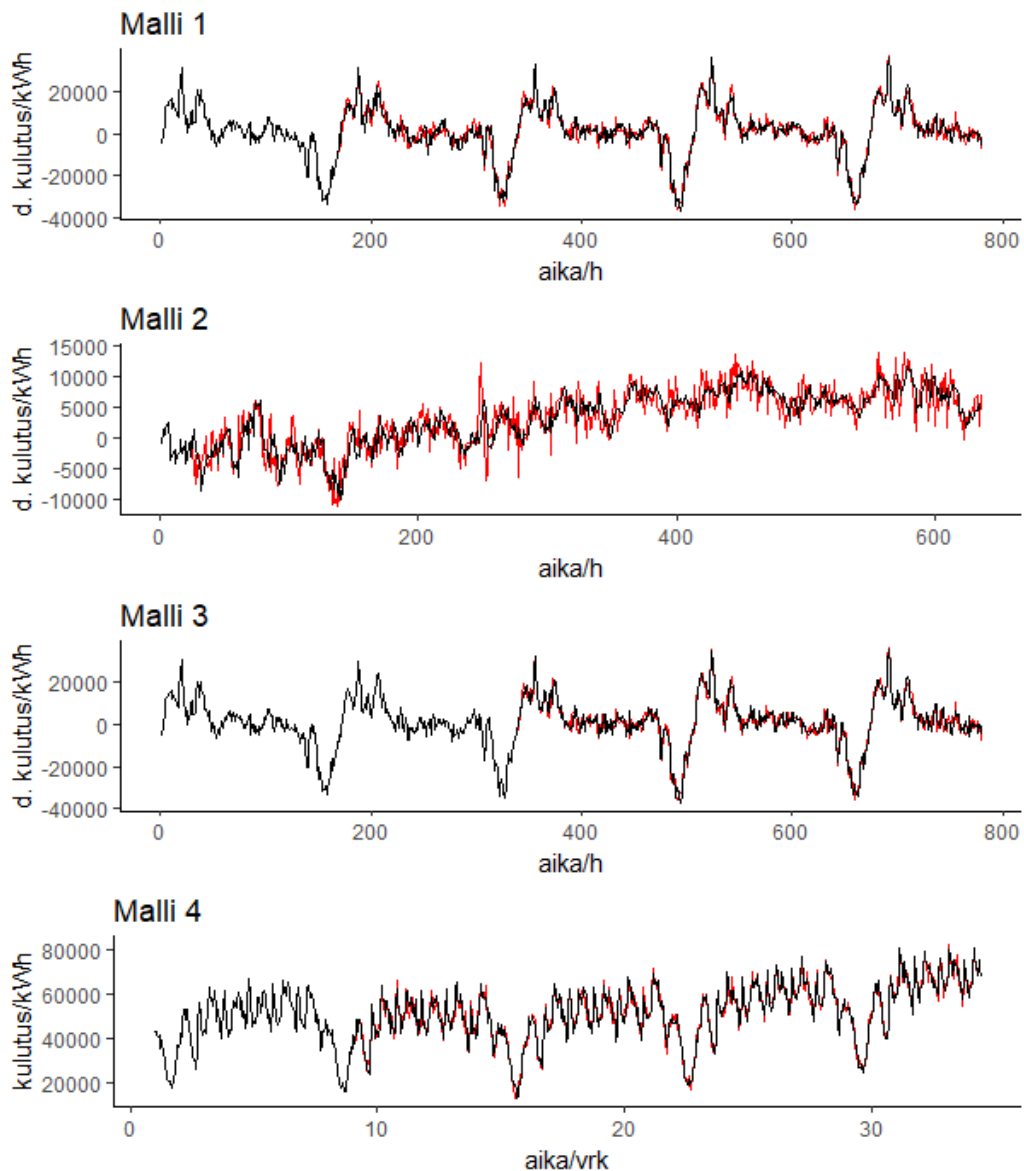 Malli 1
d. kulutus/kWh
20000
0
-20000
-40000
0 200 400 600 800
aika/h
Malli 2
d. kulutus/kWh
15000
10000
5000
0
-5000
-10000
0 200 400 600
aika/h
Malli 3
d. kulutus/kWh
20000
0
-20000
-40000
0 200 400 600 800
aika/h
Malli 4
kulutus/kWh
80000
60000
40000
20000
0 10 20 30
aika/vrk